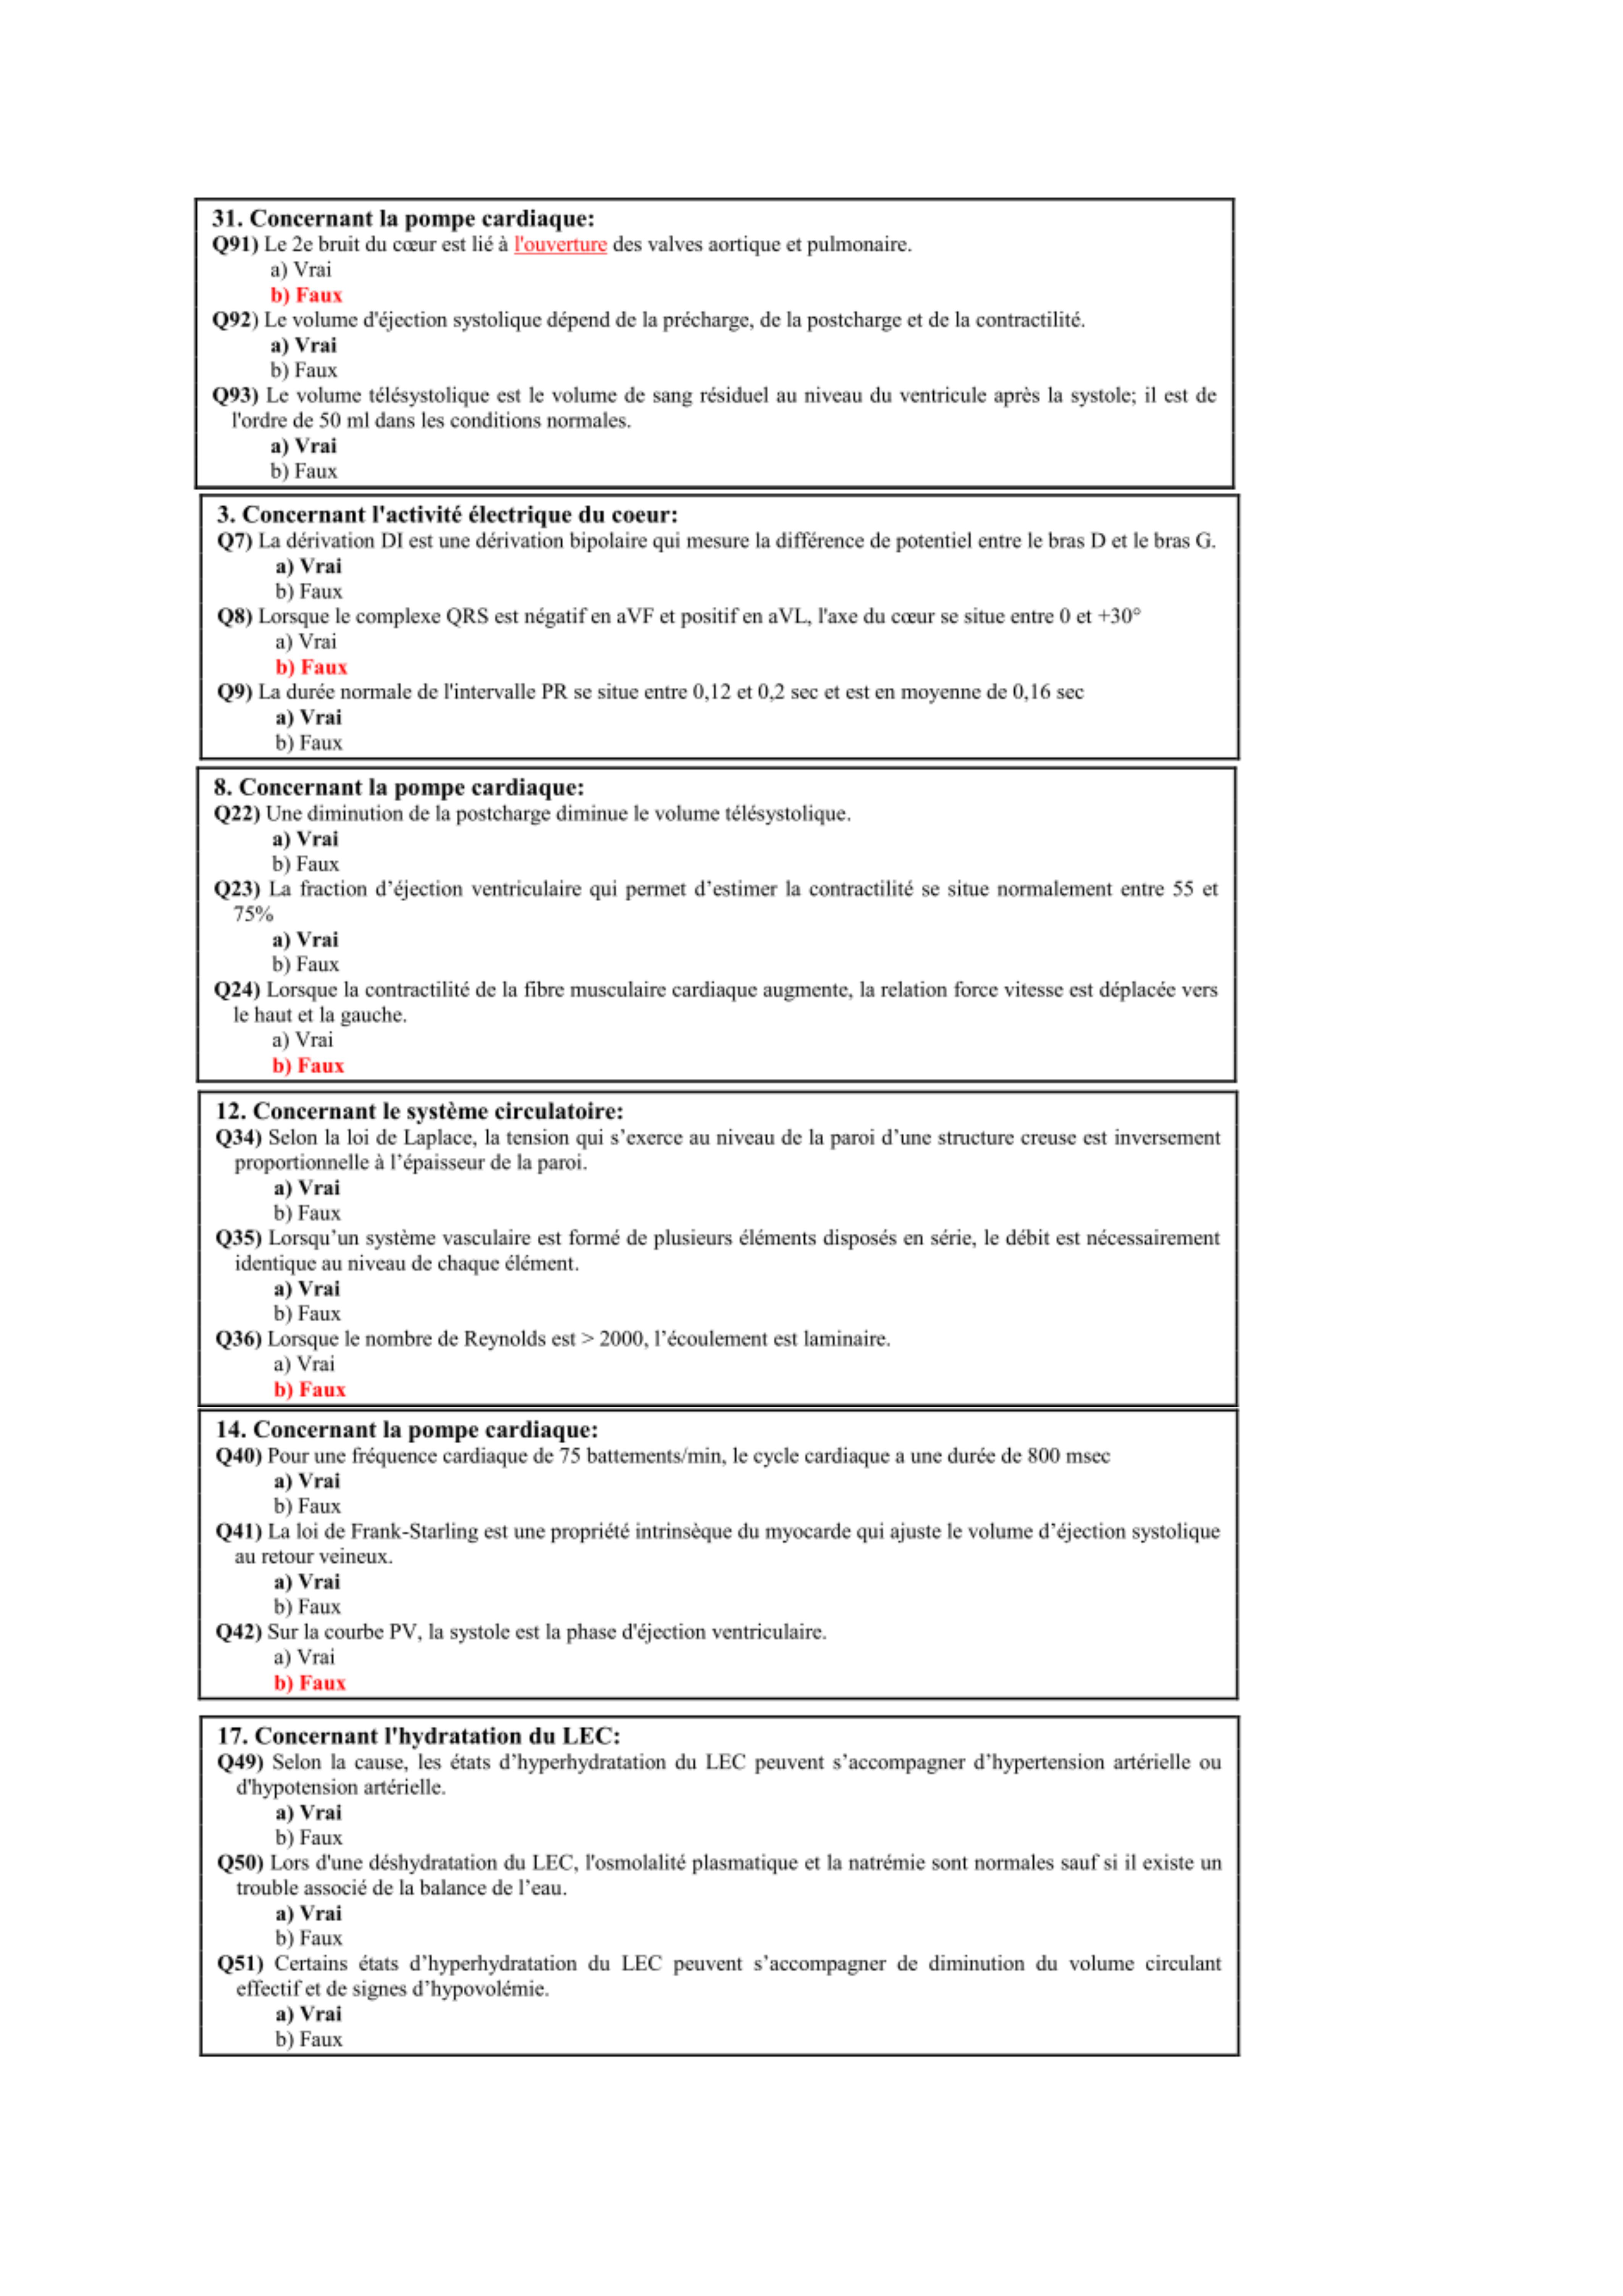 31. Concernant la pompe cardiaque:
Q91) Le 2e bruit du cœur est lié à l'ouverture des valves aortique et pulmonaire.
a) Vrai
b) Faux
Q92) Le volume d'éjection systolique dépend de la précharge, de la postcharge et de la contractilité.
a) Vrai
b) Faux
Q93) Le volume télésystolique est le volume de sang résiduel au niveau du ventricule après la systole; il est de
l'ordre de 50 ml dans les conditions normales.
a) Vrai
b) Faux
3. Concernant l'activité électrique du coeur:
Q7) La dérivation DI est une dérivation bipolaire qui mesure la différence de potentiel entre le bras D et le bras G.
a) Vrai
b) Faux
Q8) Lorsque le complexe QRS est négatif en aVF et positif en aVL, l'axe du cœur se situe entre 0 et +30°
a) Vrai
b) Faux
Q9) La durée normale de l'intervalle PR se situe entre 0,12 et 0,2 sec et est en moyenne de 0,16 sec
a) Vrai
b) Faux
8. Concernant la pompe cardiaque:
Q22) Une diminution de la postcharge diminue le volume télésystolique.
a) Vrai
b) Faux
Q23) La fraction d’éjection ventriculaire qui permet d’estimer la contractilité se situe normalement entre 55 et
75%
a) Vrai
b) Faux
Q24) Lorsque la contractilité de la fibre musculaire cardiaque augmente, la relation force vitesse est déplacée vers
le haut et la gauche.
a) Vrai
b) Faux
12. Concernant le système circulatoire:
Q34) Selon la loi de Laplace, la tension qui s’exerce au niveau de la paroi d’une structure creuse est inversement
proportionnelle à l’épaisseur de la paroi.
a) Vrai
b) Faux
Q35) Lorsqu’un système vasculaire est formé de plusieurs éléments disposés en série, le débit est nécessairement
identique au niveau de chaque élément.
a) Vrai
b) Faux
Q36) Lorsque le nombre de Reynolds est > 2000, l’écoulement est laminaire.
a) Vrai
b) Faux
14. Concernant la pompe cardiaque:
Q40) Pour une fréquence cardiaque de 75 battements/min, le cycle cardiaque a une durée de 800 msec
a) Vrai
b) Faux
Q41) La loi de Frank-Starling est une propriété intrinsèque du myocarde qui ajuste le volume d’éjection systolique
au retour veineux.
a) Vrai
b) Faux
Q42) Sur la courbe PV, la systole est la phase d'éjection ventriculaire.
a) Vrai
b) Faux
17. Concernant l'hydratation du LEC:
Q49) Selon la cause, les états d’hyperhydratation du LEC peuvent s’accompagner d’hypertension artérielle ou
d'hypotension artérielle.
a) Vrai
b) Faux
Q50) Lors d'une déshydratation du LEC, l'osmolalité plasmatique et la natrémie sont normales sauf si il existe un
trouble associé de la balance de l’eau.
a) Vrai
b) Faux
Q51) Certains états d’hyperhydratation du LEC peuvent s’accompagner de diminution du volume circulant
effectif et de signes d’hypovolémie.
a) Vrai
b) Faux